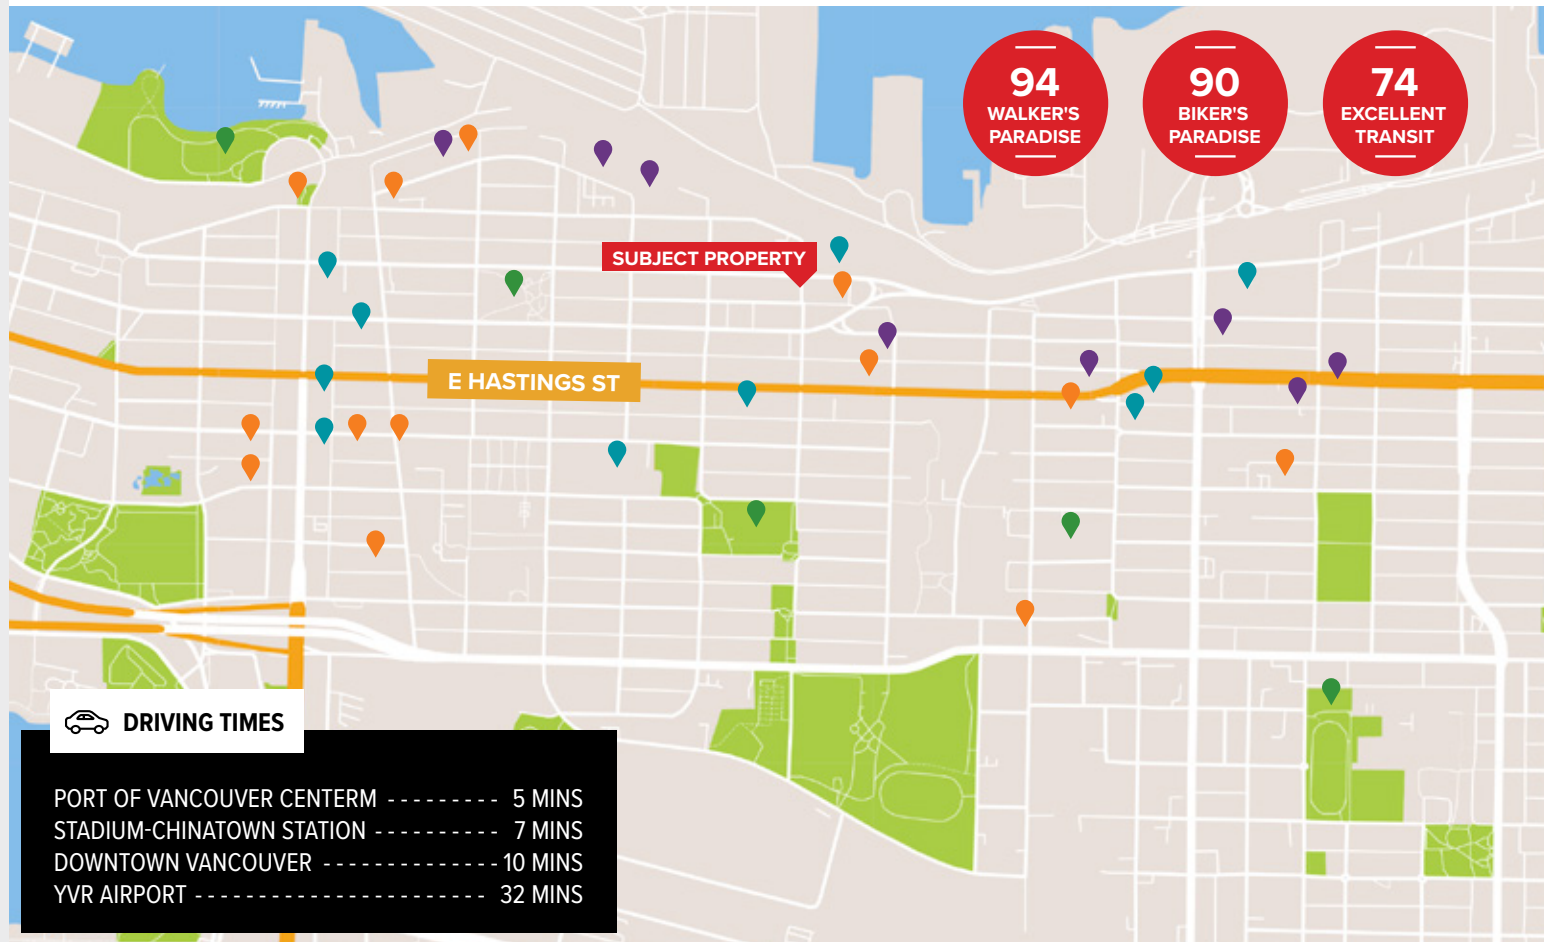 94
WALKER'S
PARADISE
90
BIKER'S
PARADISE
74
EXCELLENT
TRANSIT
SUBJECT PROPERTY
E HASTINGS ST
DRIVING TIMES
PORT OF VANCOUVER CENTERM - - - - - - - - - 5 MINS
STADIUM-CHINATOWN STATION - - - - - - - - - - 7 MINS
DOWNTOWN VANCOUVER - - - - - - - - - - - - - - 10 MINS
YVR AIRPORT - - - - - - - - - - - - - - - - - - - - - - - 32 MINS